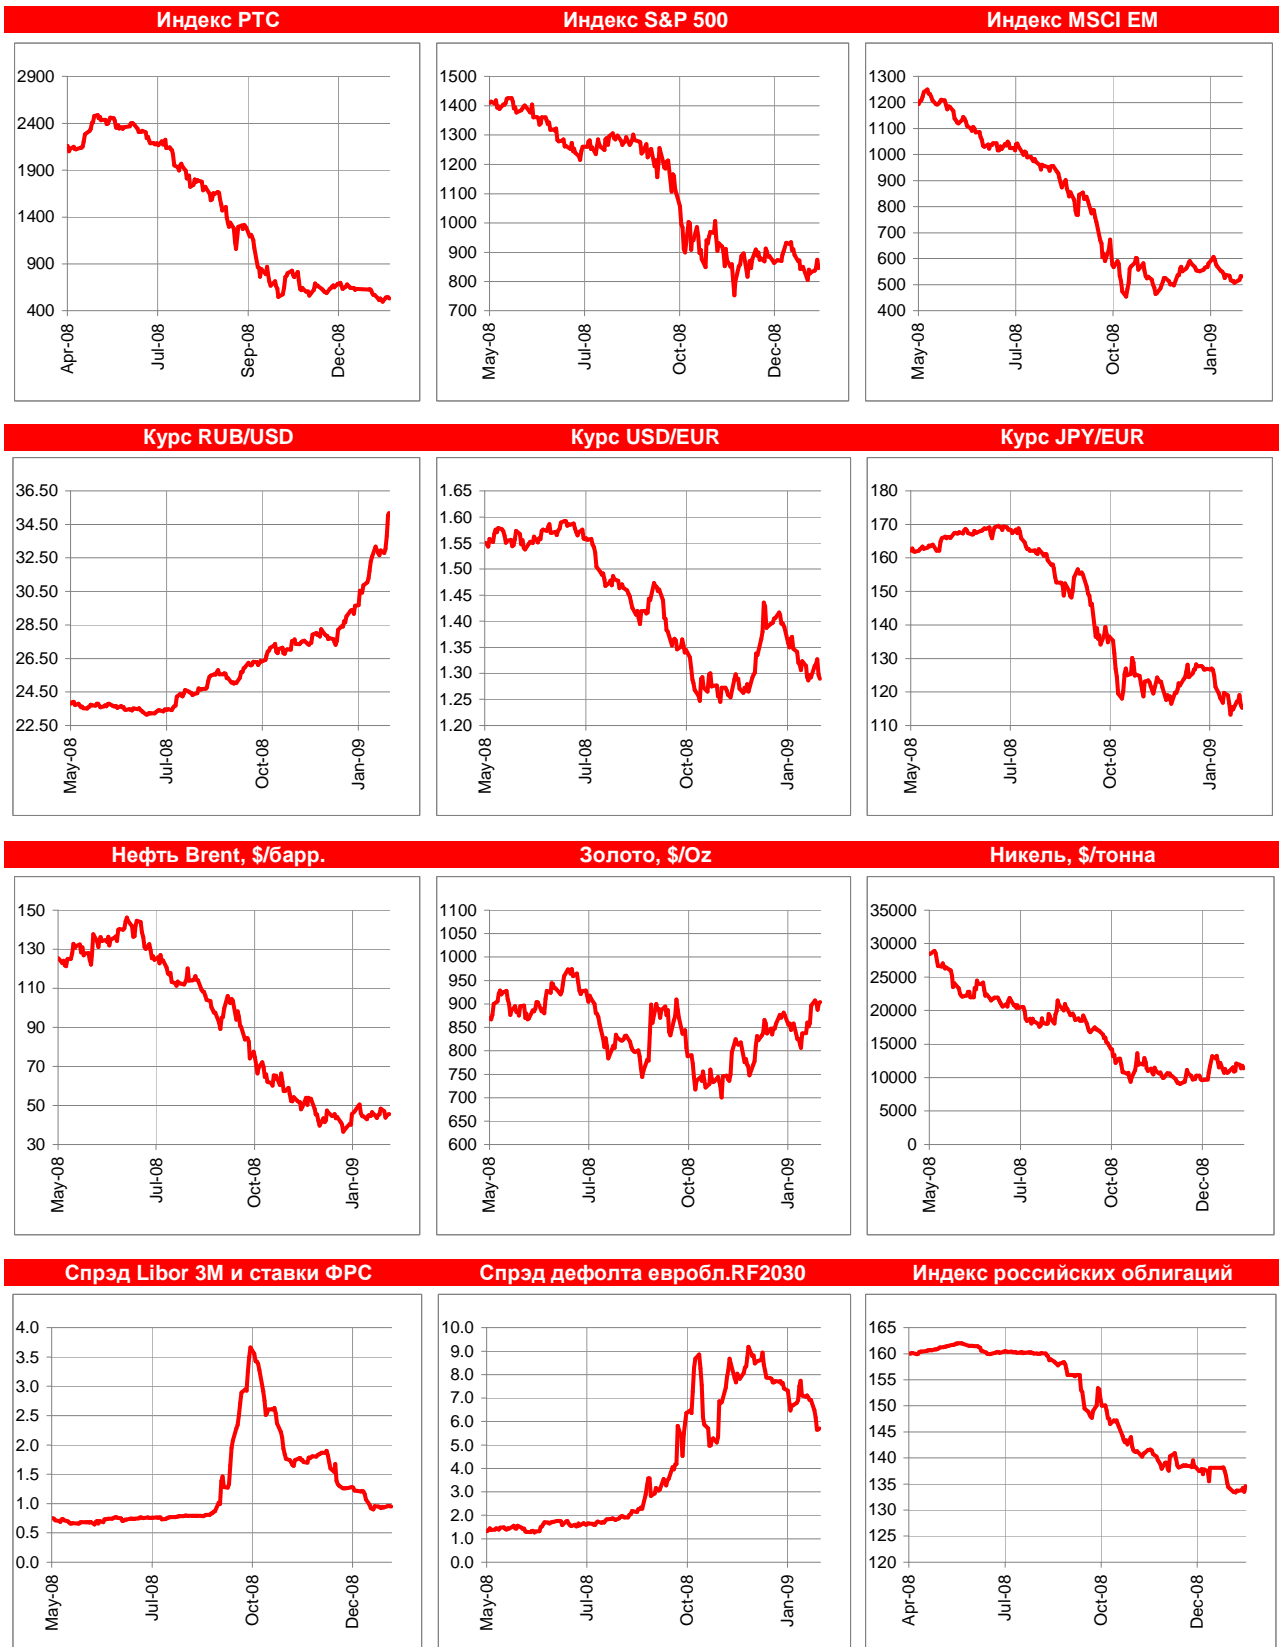 Индекс РТС
Индекс S&P 500
Индекс MSCI EM
2900
2400
1900
1400
900
400
Apr-08
Jul-08
Sep-08
Dec-08
1500
1400
1300
1200
1100
1000
900
800
700
May-08
Jul-08
Oct-08
Dec-08
1300
1200
1100
1000
900
800
700
600
500
400
May-08
Jul-08
Oct-08
Jan-09
Курс RUB/USD
Курс USD/EUR
Курс JPY/EUR
36.50
34.50
32.50
30.50
28.50
26.50
24.50
22.50
May-08
Jul-08
Oct-08
Jan-09
1.65
1.60
1.55
1.50
1.45
1.40
1.35
1.30
1.25
1.20
May-08
Jul-08
Oct-08
Jan-09
180
170
160
150
140
130
120
110
May-08
Jul-08
Oct-08
Jan-09
Нефть Brent, $/барр.
Золото, $/Oz
Никель, $/тонна
150
130
110
90
70
50
30
May-08
Jul-08
Oct-08
Jan-09
1100
1050
1000
950
900
850
800
750
700
650
600
May-08
Jul-08
Oct-08
Jan-09
35000
30000
25000
20000
15000
10000
5000
0
May-08
Jul-08
Oct-08
Dec-08
Спрэд Libor 3M и ставки ФРС
Спрэд дефолта евробл.RF2030
Индекс российских облигаций
4.0
3.5
3.0
2.5
2.0
1.5
1.0
0.5
0.0
May-08
Jul-08
Oct-08
Dec-08
10.0
9.0
8.0
7.0
6.0
5.0
4.0
3.0
2.0
1.0
0.0
May-08
Jul-08
Oct-08
Jan-09
165
160
155
150
145
140
135
130
125
120
Apr-08
Jul-08
Oct-08
Dec-08